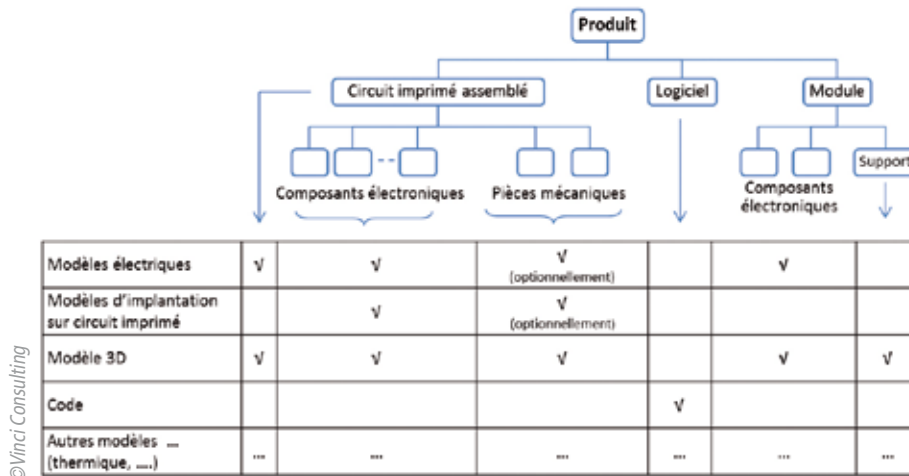 Produit
Circuit imprimé assemblé Logiciel Module
Support
Composants électroniques Pièces mécaniques Composants
électroniques
Modèles électriques √ √ √ √
(optionnellement)
Modèles d'implantation
sur circuit imprimé √ √
(optionnellement)
Modèle 3D √ √ √ √ √
Code √
Autres modèles ...
(thermique, ....) ... ... ... ... ... ...
©Vinci Consulting